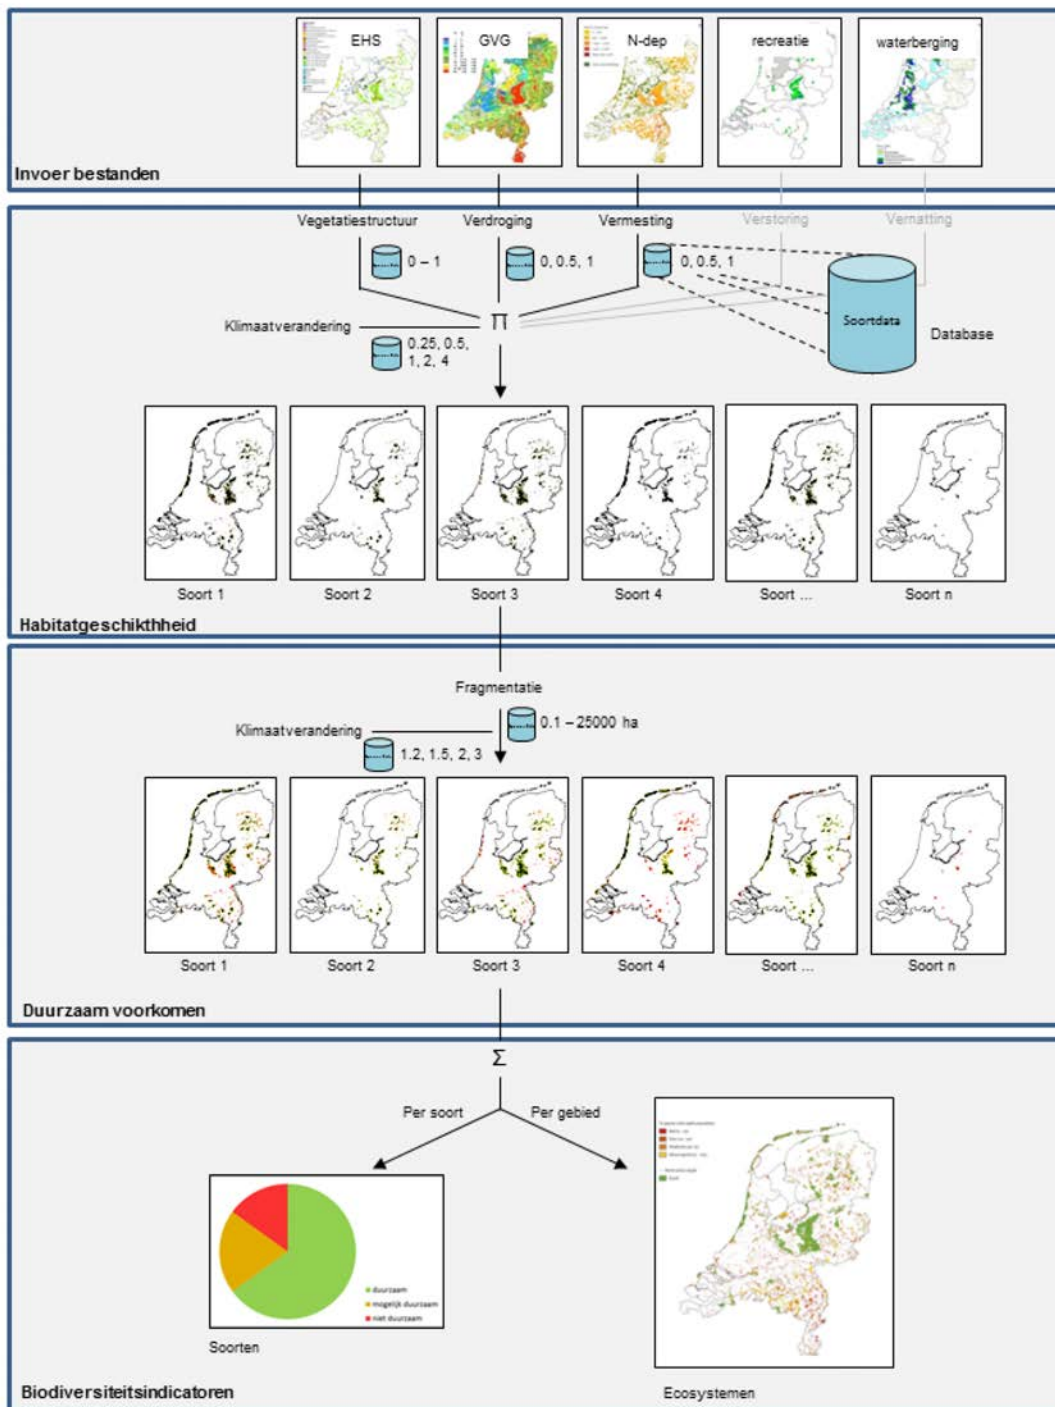 EHS
GVG
N-dep
recreatie
waterberging
Invoer bestanden
Vegetatiestructuur
Verdroging
Vermesting
Verstoring
Vernatting
0 – 1
0, 0.5, 1
0, 0.5, 1
Soortdata
Database
Klimaatverandering
Π
0.25, 0.5,
1, 2, 4
Soort 1
Soort 2
Soort 3
Soort 4
Soort ...
Soort n
Habitatgeschikthheid
Fragmentatie
0.1 – 25000 ha
Klimaatverandering
1.2, 1.5, 2, 3
Soort 1
Soort 2
Soort 3
Soort 4
Soort ...
Soort n
Duurzaam voorkomen
Σ
Per soort
Per gebied
duurzaam
mogelijk duurzaam
niet duurzaam
Soorten
Ecosystemen
Biodiversiteitsindicatoren